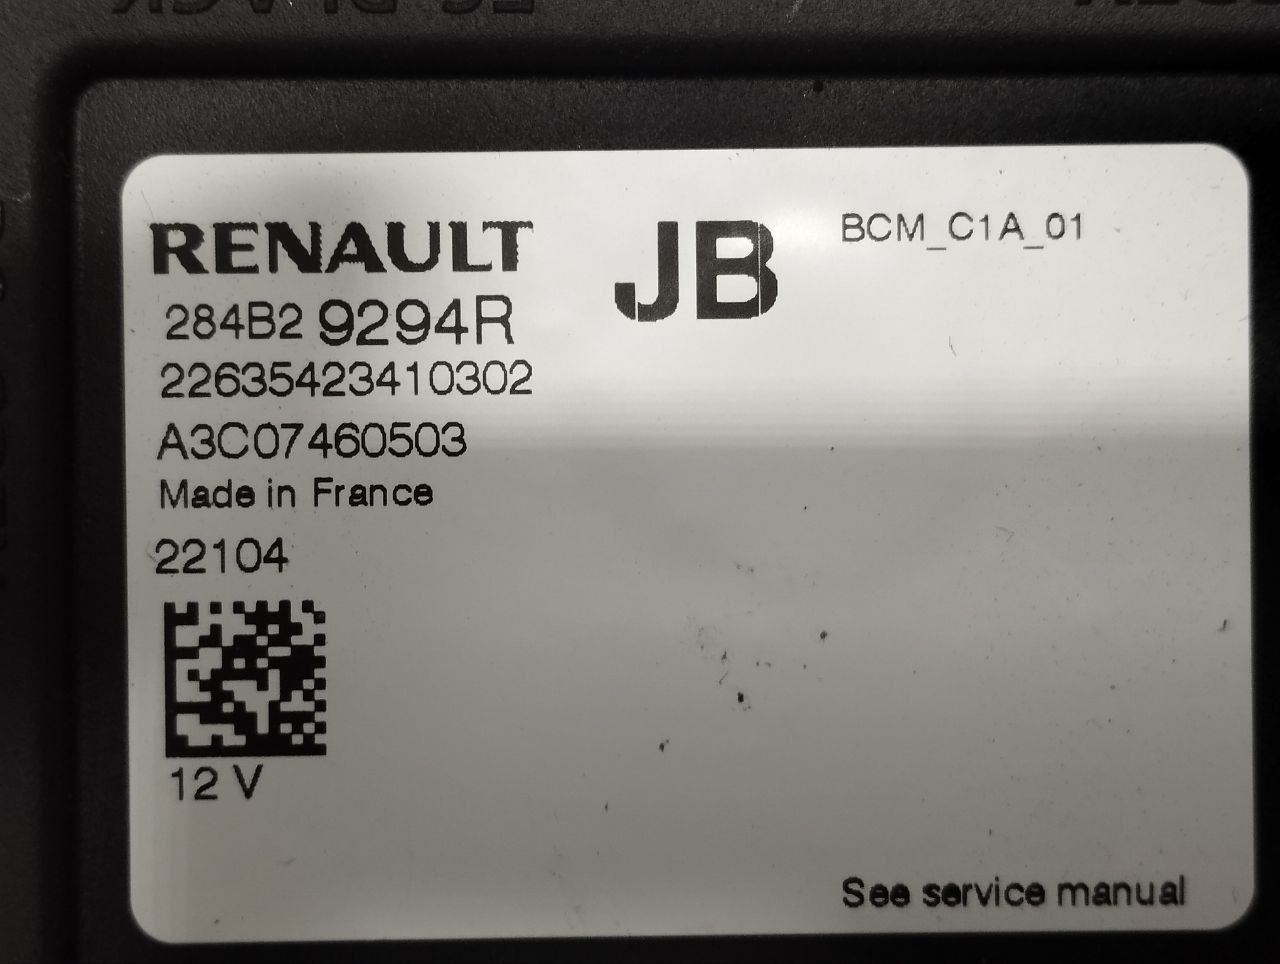 RENAULT
JB
BCM_C1A_01
284B2 9294R
22635423410302
A3C07460503
Made in France
22104
12 V
See service manual